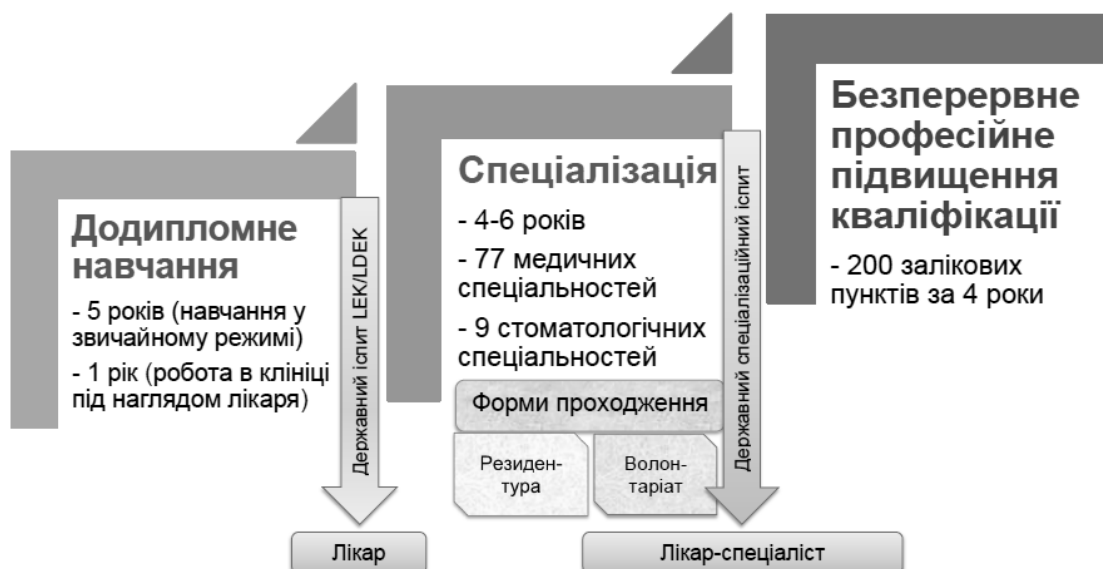 Додипломне
навчання
- 5 років (навчання у
звичайному режимі)
- 1 рік (робота в клініці
під наглядом лікаря)
Державний іспит LEK/LDEK
Лікар
Спеціалізація
- 4-6 років
- 77 медичних
спеціальностей
- 9 стоматологічних
спеціальностей
Форми проходження
Резиден-
тура
Волон-
таріат
Державний спеціалізаційний іспит
Лікар-спеціаліст
Безперервне
професійне
підвищення
кваліфікації
- 200 залікових
пунктів за 4 роки